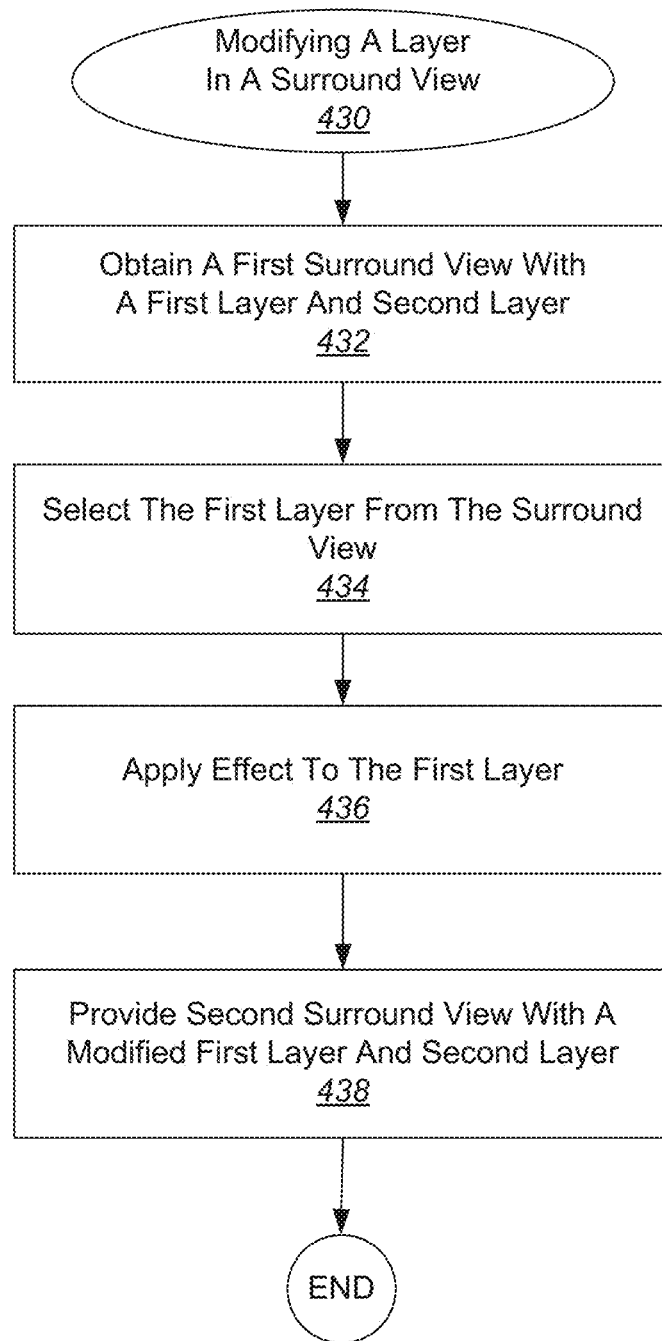 Modifying A Layer
In A Surround View
430
Obtain A First Surround View With
A First Layer And Second Layer
432
Select The First Layer From The Surround
View
434
Apply Effect To The First Layer
436
Provide Second Surround View With A
Modified First Layer And Second Layer
438
END